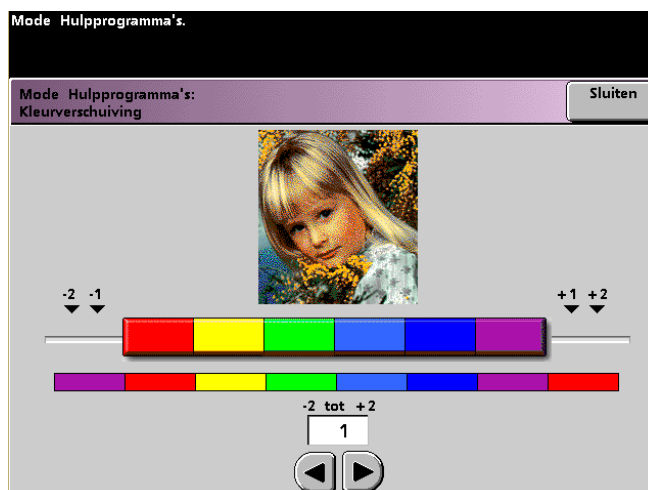 Mode Hulpprogramma's.
Mode Hulpprogramma's:
Kleurverschuiving
Sluiten
-2 -1
+1 +2
-2 tot +2
1